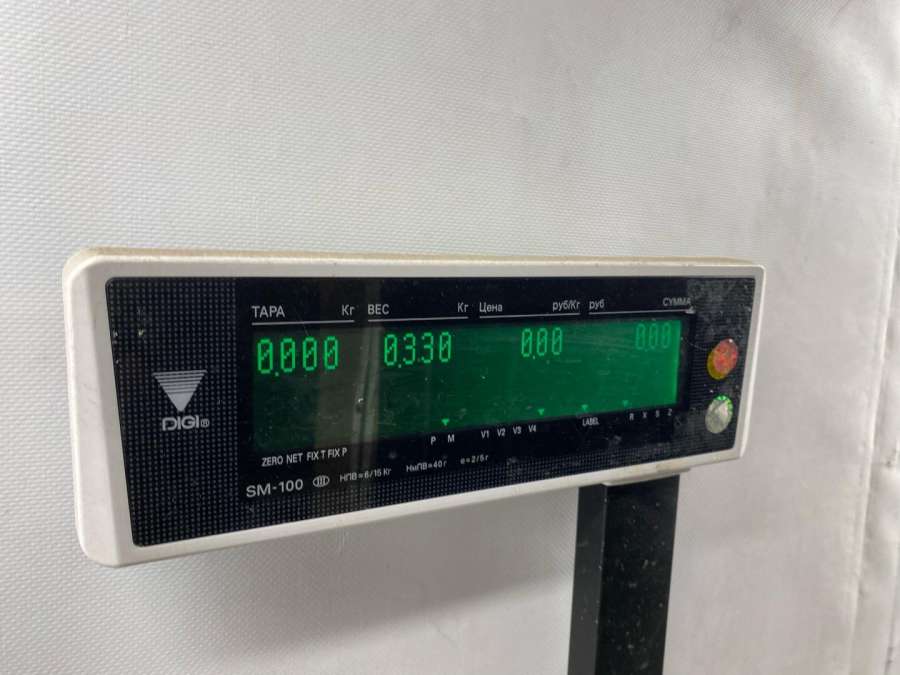 ТАРА Кг ВЕС Кг Цена руб/Кг руб СУММА
0.000 0.330 0.00 0.00
DIGI®
P M V1 V2 V3 V4 LABEL R X S Z
ZERO NET FIX T FIX P
SM-100 III НПВ=6/15 Кг НмПВ=40 г e=2/5 г